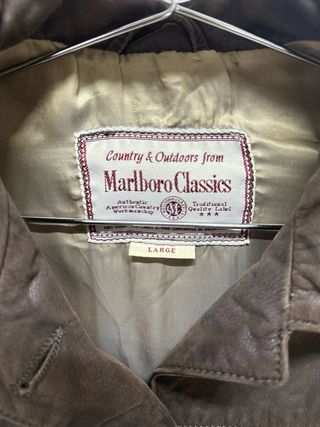 Country & Outdoors from
Marlboro Classics
Authentic American Country Workmanship
Traditional Quality Label
LARGE